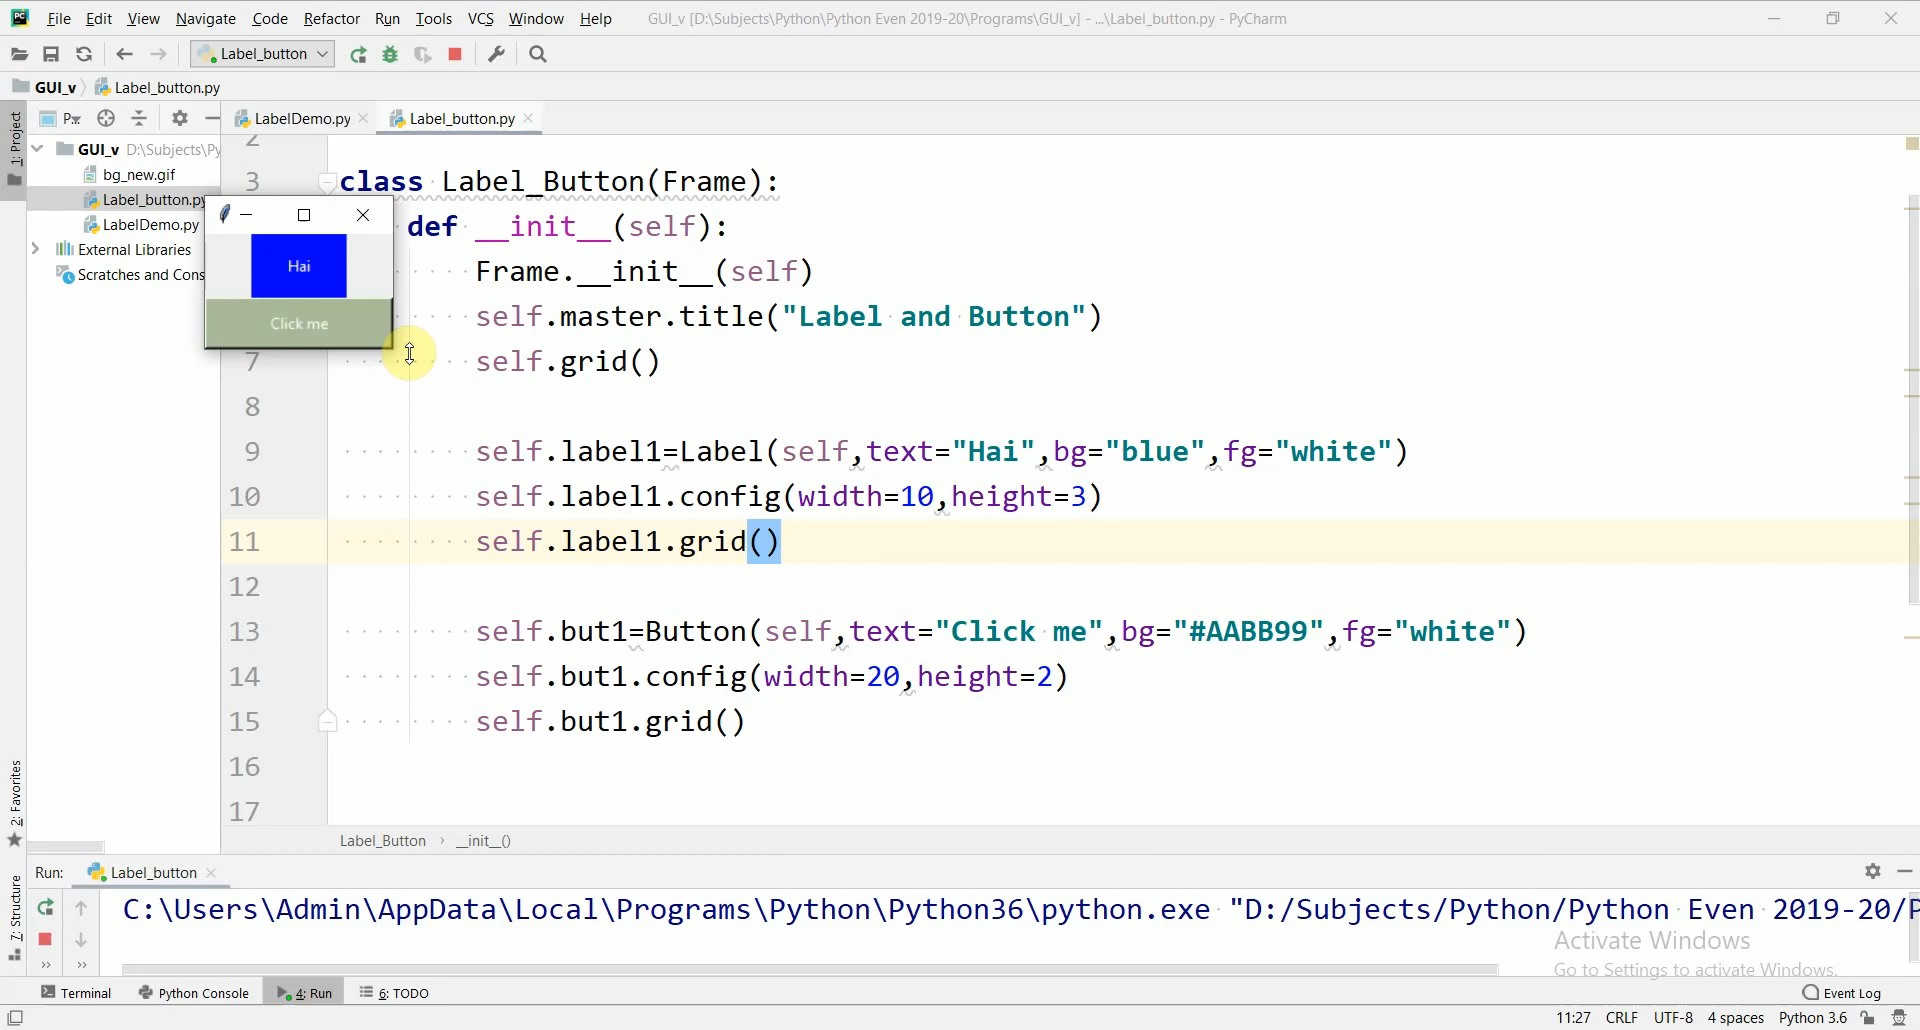 File Edit View Navigate Code Refactor Run Tools VCS Window Help GUI_v [D:\Subjects\Python\Python Even 2019-20\Programs\GUI_v] - ...\Label_button.py - PyCharm
Label_button
GUI_v Label_button.py
P... LabelDemo.py Label_button.py
1: Project
GUI_v D:\Subjects\Py
bg_new.gif
Label_button.py
LabelDemo.py
External Libraries
Scratches and Cons
Hai
Click me
2
3 class Label_Button(Frame):
def __init__(self):
Frame.__init__(self)
self.master.title("Label and Button")
7 self.grid()
8
9 self.label1=Label(self,text="Hai",bg="blue",fg="white")
10 self.label1.config(width=10,height=3)
11 self.label1.grid()
12
13 self.but1=Button(self,text="Click me",bg="#AABB99",fg="white")
14 self.but1.config(width=20,height=2)
15 self.but1.grid()
16
17
2: Favorites
Label_Button › __init__()
Run: Label_button
7: Structure
C:\Users\Admin\AppData\Local\Programs\Python\Python36\python.exe "D:/Subjects/Python/Python Even 2019-20/P
Activate Windows
Go to Settings to activate Windows.
Terminal Python Console 4: Run 6: TODO Event Log
11:27 CRLF UTF-8 4 spaces Python 3.6